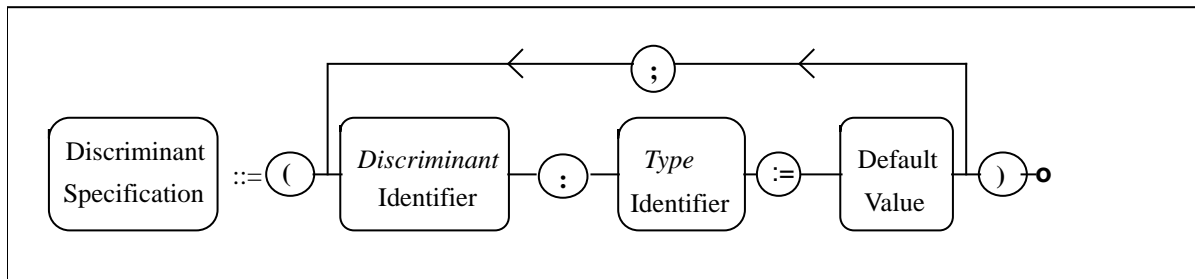 ;
Discriminant
Specification
::=
(
Discriminant
Identifier
:
Type
Identifier
:=
Default
Value
)
o